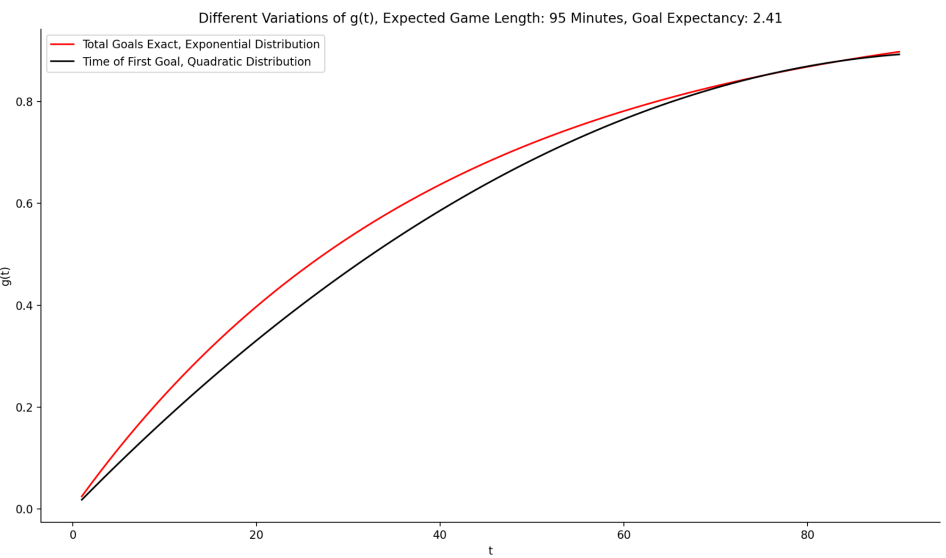 Different Variations of g(t), Expected Game Length: 95 Minutes, Goal Expectancy: 2.41
Total Goals Exact, Exponential Distribution
Time of First Goal, Quadratic Distribution
0.8
0.6
0.4
0.2
0.0
g(t)
0 20 40 60 80
t